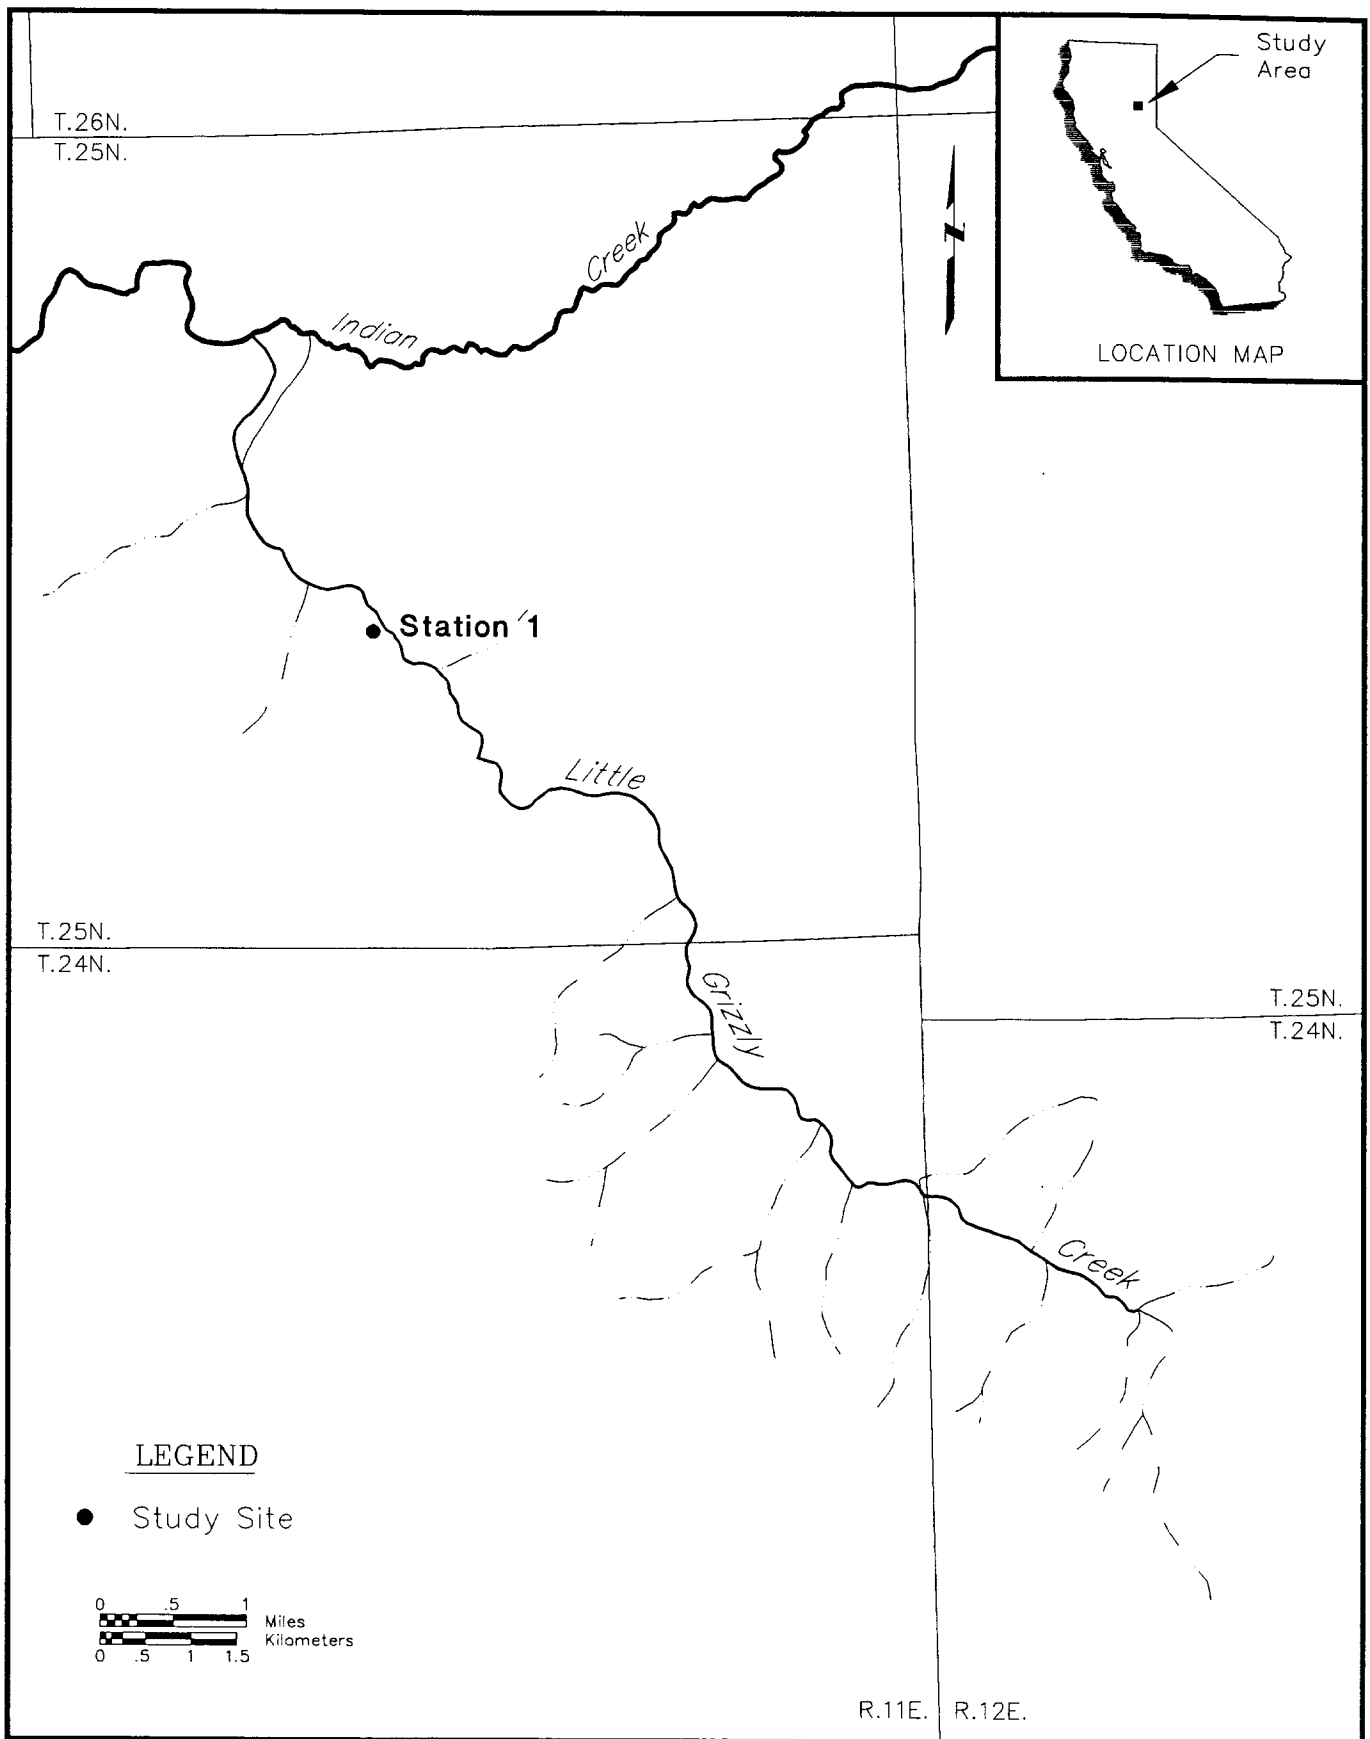 Study
Area
LOCATION MAP
T.26N.
T.25N.
N
Indian
Creek
Station 1
Little
Grizzly
Creek
T.25N.
T.24N.
T.25N.
T.24N.
LEGEND
Study Site
0 .5 1
Miles
Kilometers
0 .5 1 1.5
R.11E. R.12E.